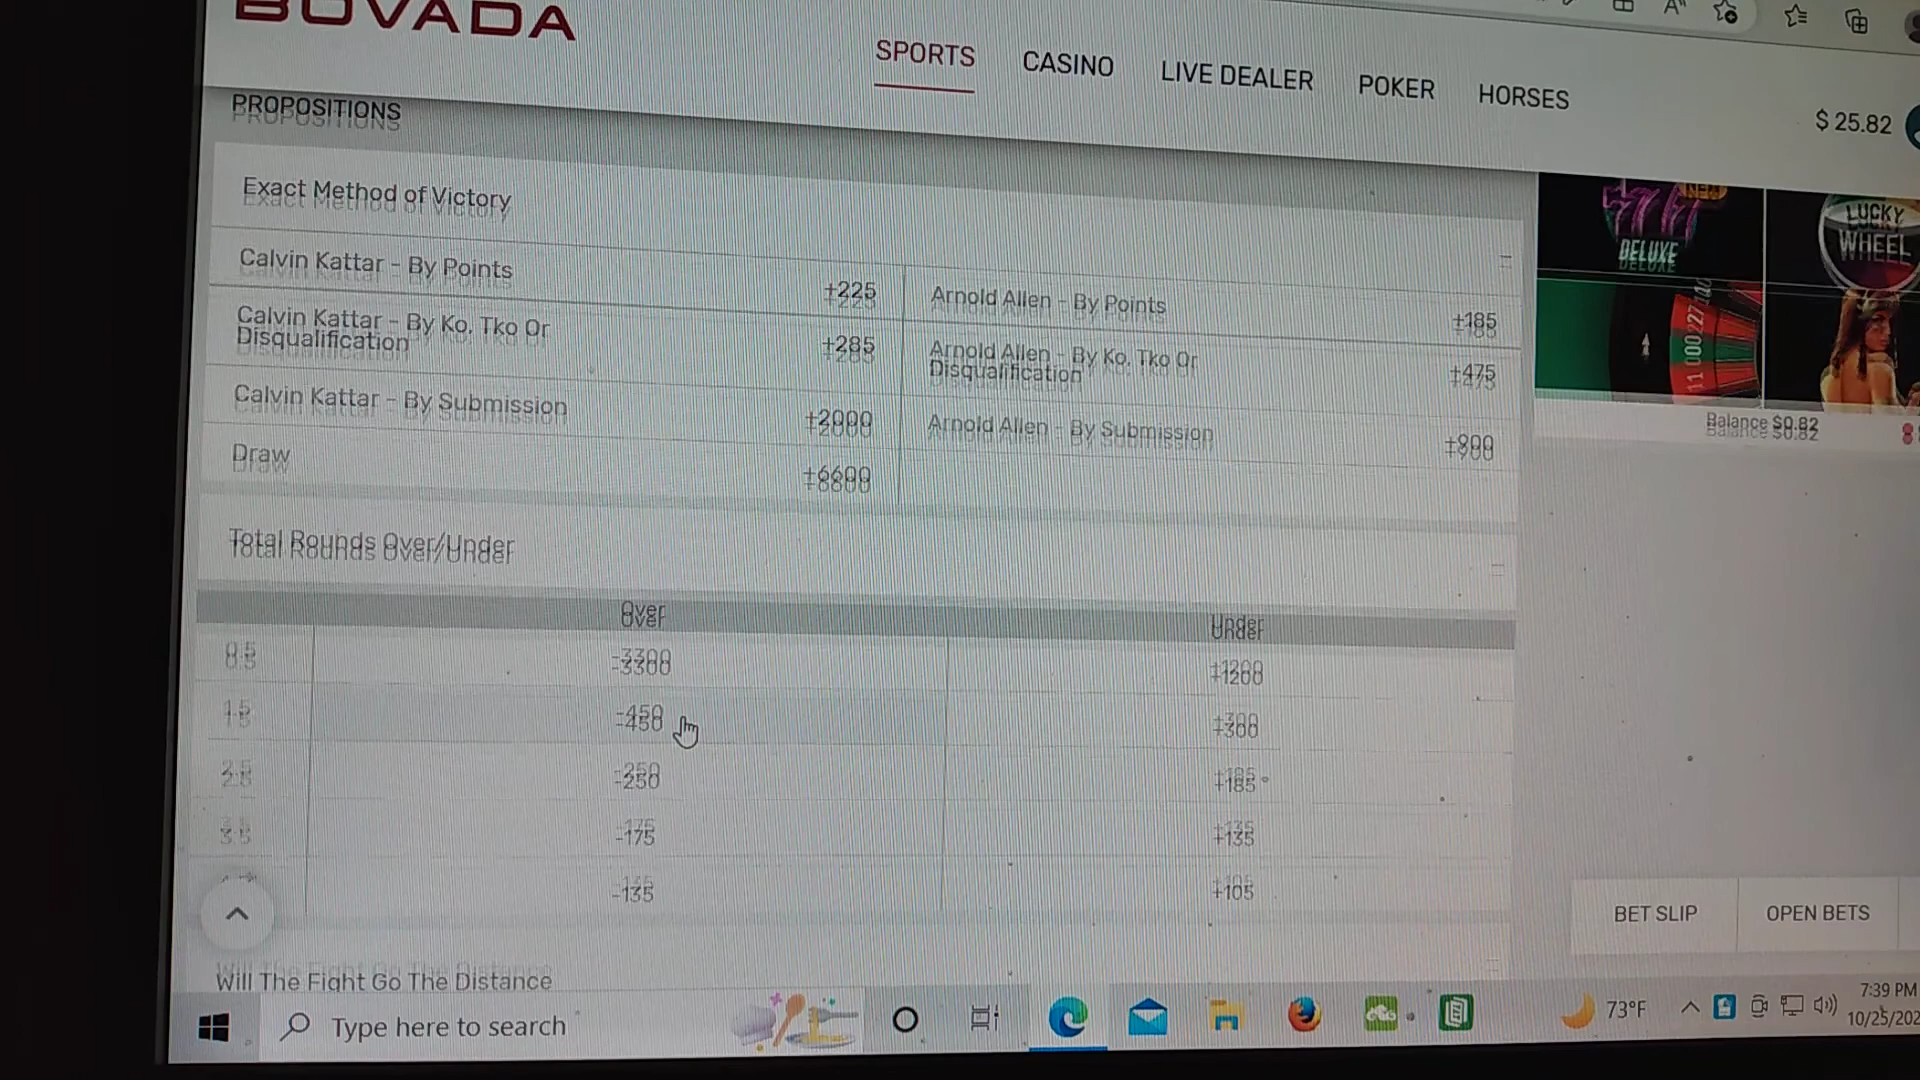 BOVADA
SPORTS CASINO LIVE DEALER POKER HORSES
$ 25.82
PROPOSITIONS
Exact Method of Victory
Calvin Kattar - By Points +225 Arnold Allen - By Points +185
Calvin Kattar - By Ko, Tko Or
Disqualification +285
Arnold Allen - By Ko, Tko Or
Disqualification +475
Calvin Kattar - By Submission +2000 Arnold Allen - By Submission +900
Draw +6600
DELUXE
LUCKY
WHEEL
Balance $0.82
Total Rounds Over/Under
Over Under
0.5 -3300 +1200
1.5 -450 +300
2.5 -250 +185
3.5 -175 +135
-135 +105
BET SLIP OPEN BETS
Will The Fight Go The Distance
Type here to search
73°F
7:39 PM
10/25/202